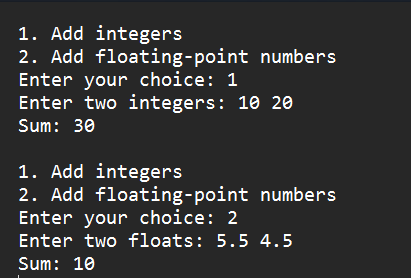 1. Add integers
2. Add floating-point numbers
Enter your choice: 1
Enter two integers: 10 20
Sum: 30

1. Add integers
2. Add floating-point numbers
Enter your choice: 2
Enter two floats: 5.5 4.5
Sum: 10